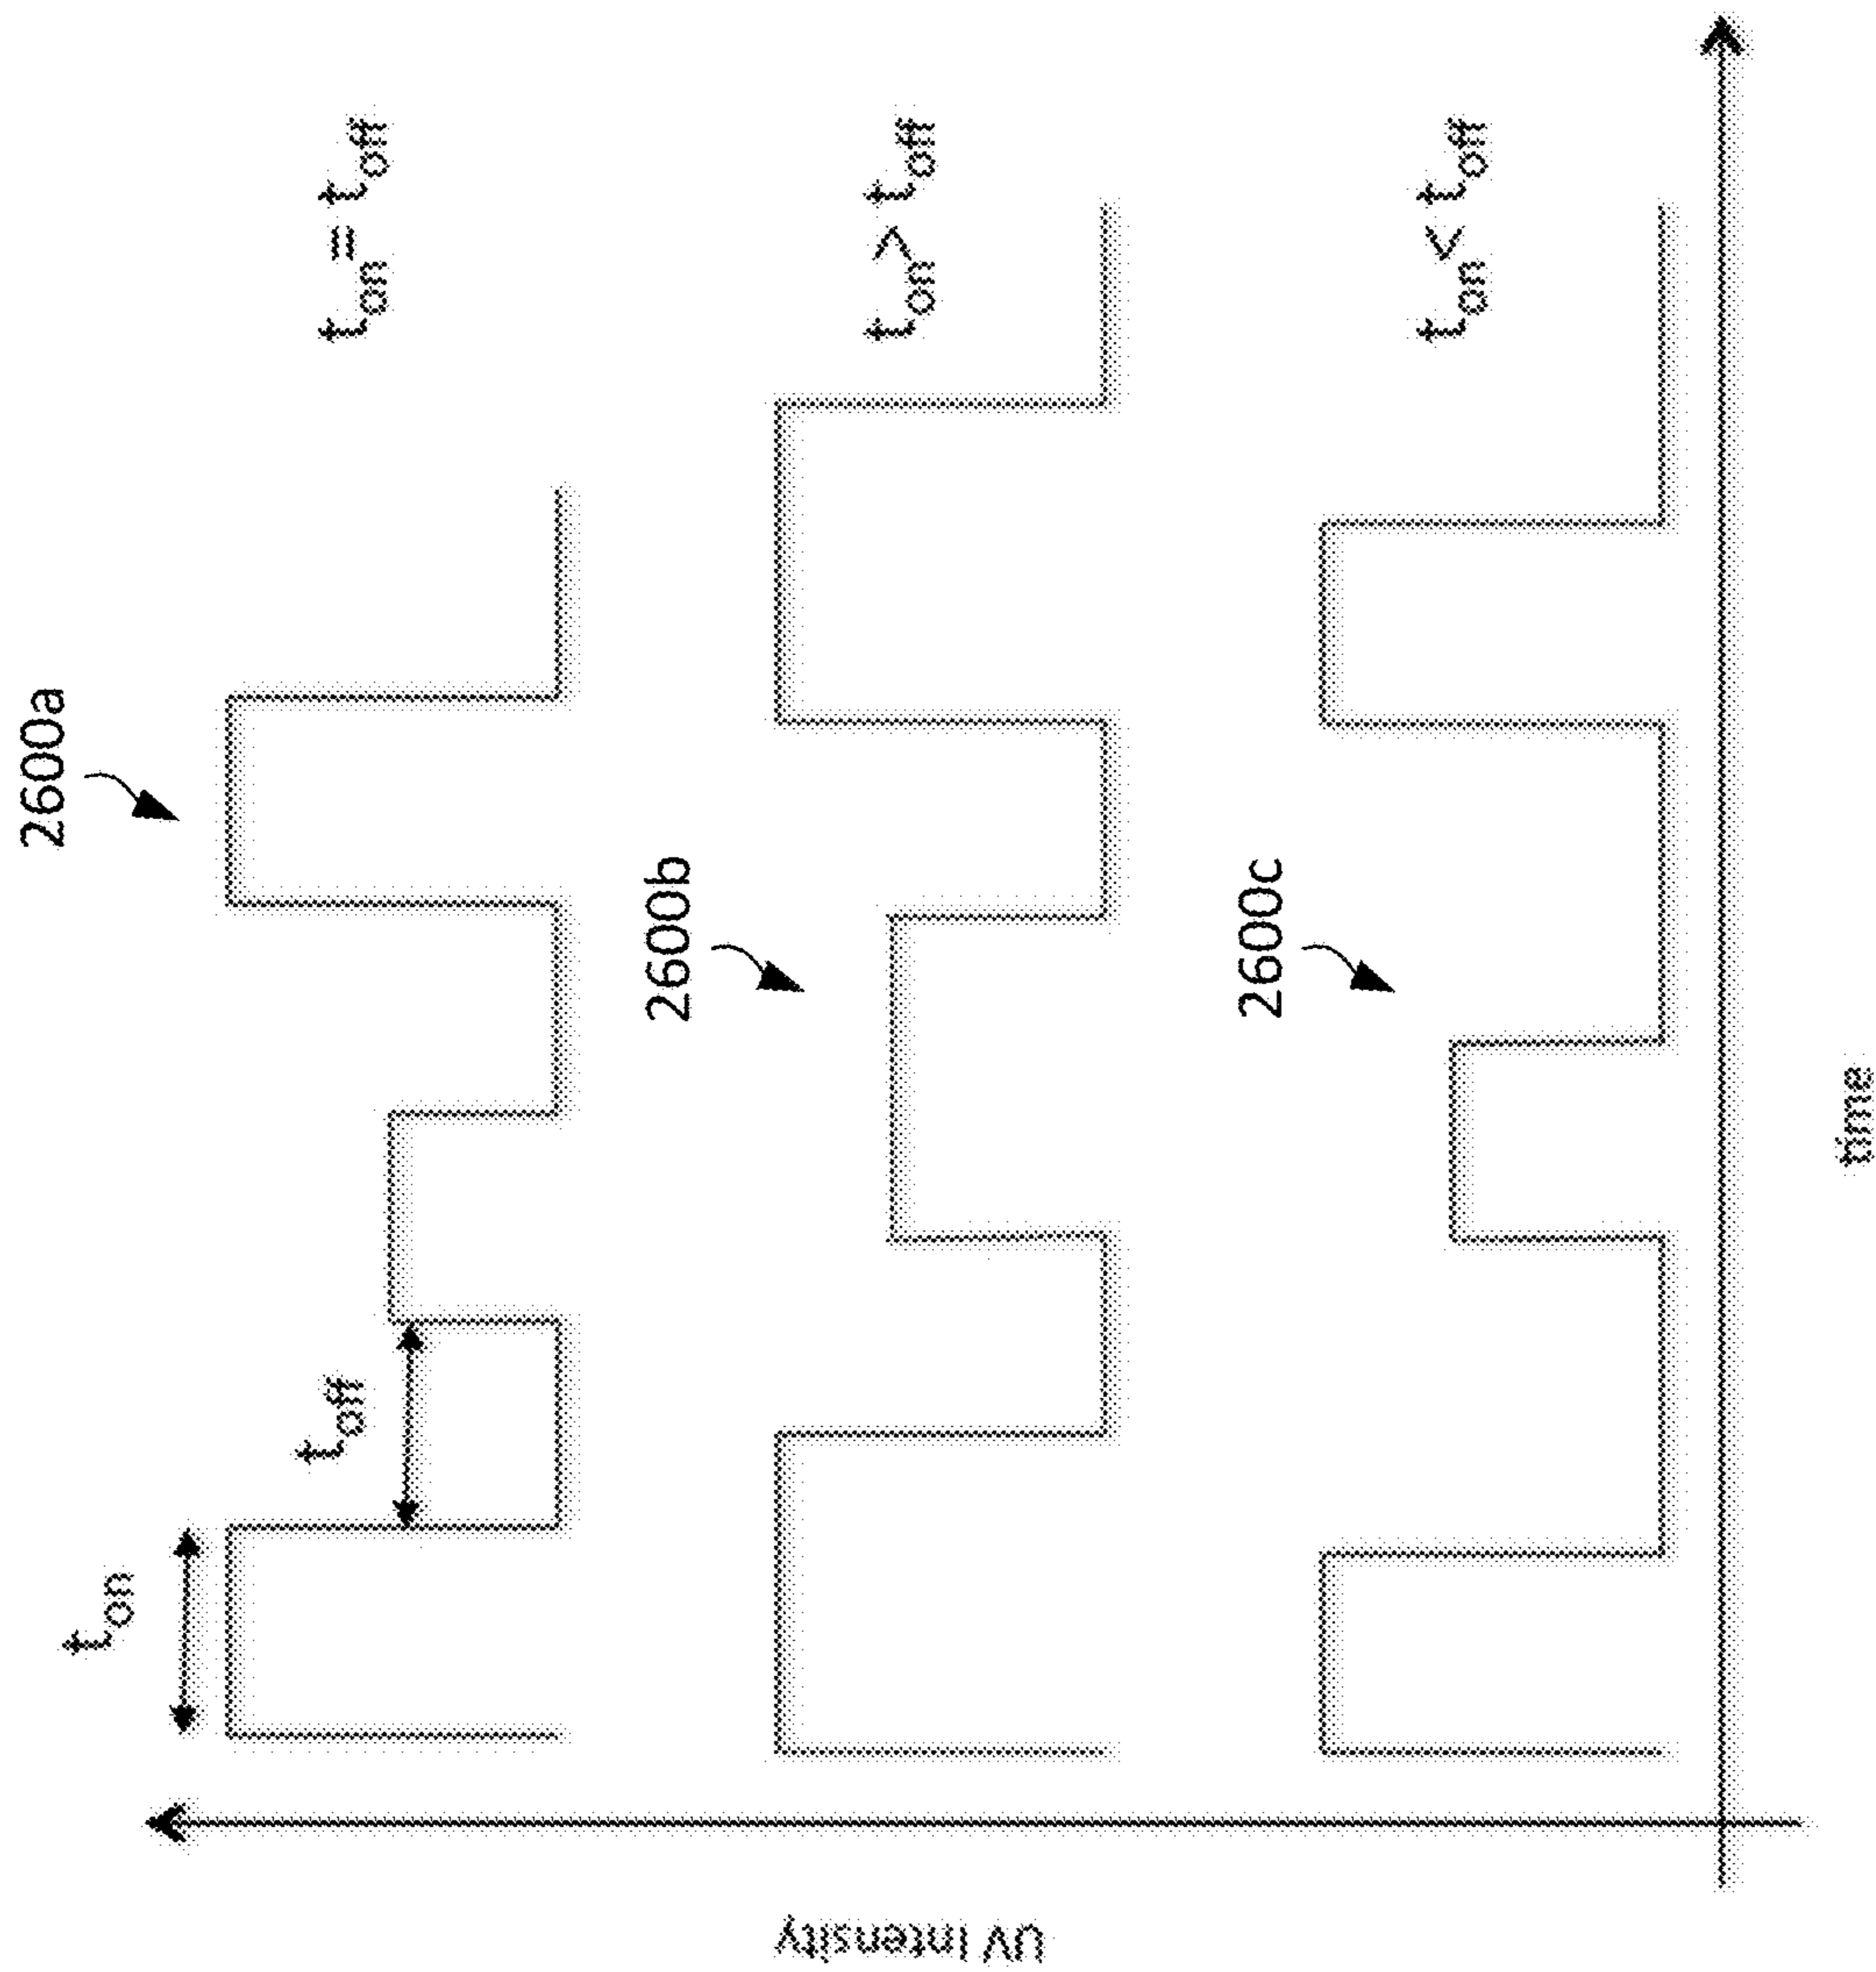 2600a
t_on
t_off
t_on = t_off
2600b
t_on > t_off
2600c
t_on < t_off
UV Intensity
time